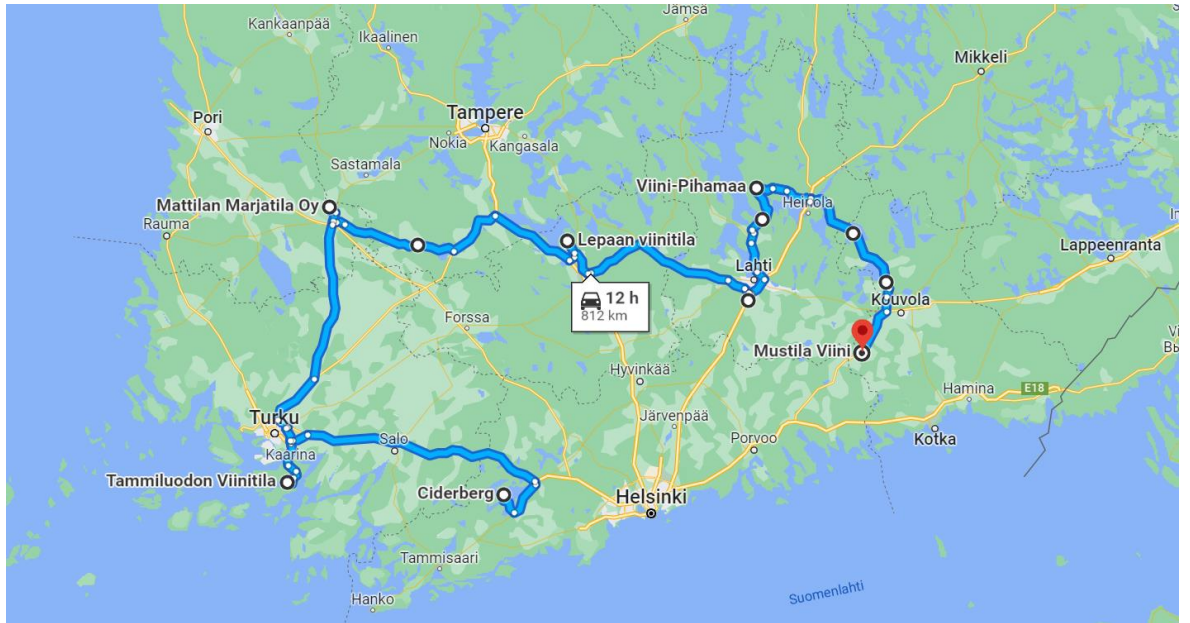 Jämsä
Kankaanpää
Ikaalinen
Mikkeli
Tampere
Pori
Nokia
Kangasala
Sastamala
Viini-Pihamaa
Heinola
Mattilan Marjatila Oy
Rauma
Lepaan viinitila
Lappeenranta
Lahti
12 h
812 km
Kouvola
Forssa
Mustila Viini
Hyvinkää
Hamina
E18
Turku
Järvenpää
Salo
Porvoo
Kotka
Kaarina
Tammiluodon Viinitila
Ciderberg
Helsinki
Tammisaari
Hanko
Suomenlahti